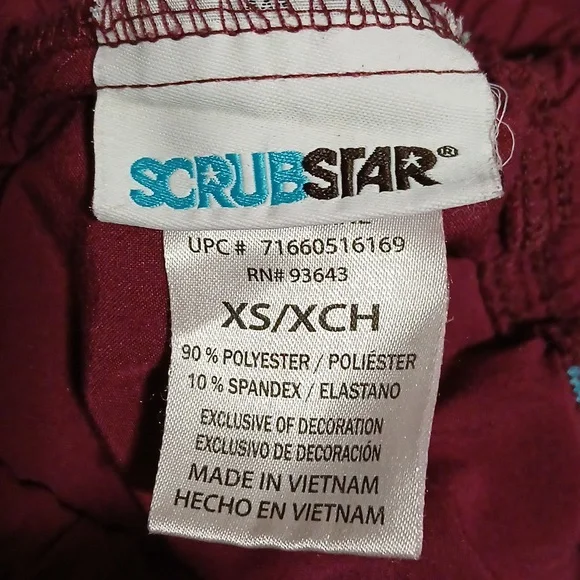 SCRUBSTAR®
UPC # 71660516169
RN# 93643
XS/XCH
90 % POLYESTER / POLIÉSTER
10 % SPANDEX / ELASTANO
EXCLUSIVE OF DECORATION
EXCLUSIVO DE DECORACIÓN
MADE IN VIETNAM
HECHO EN VIETNAM